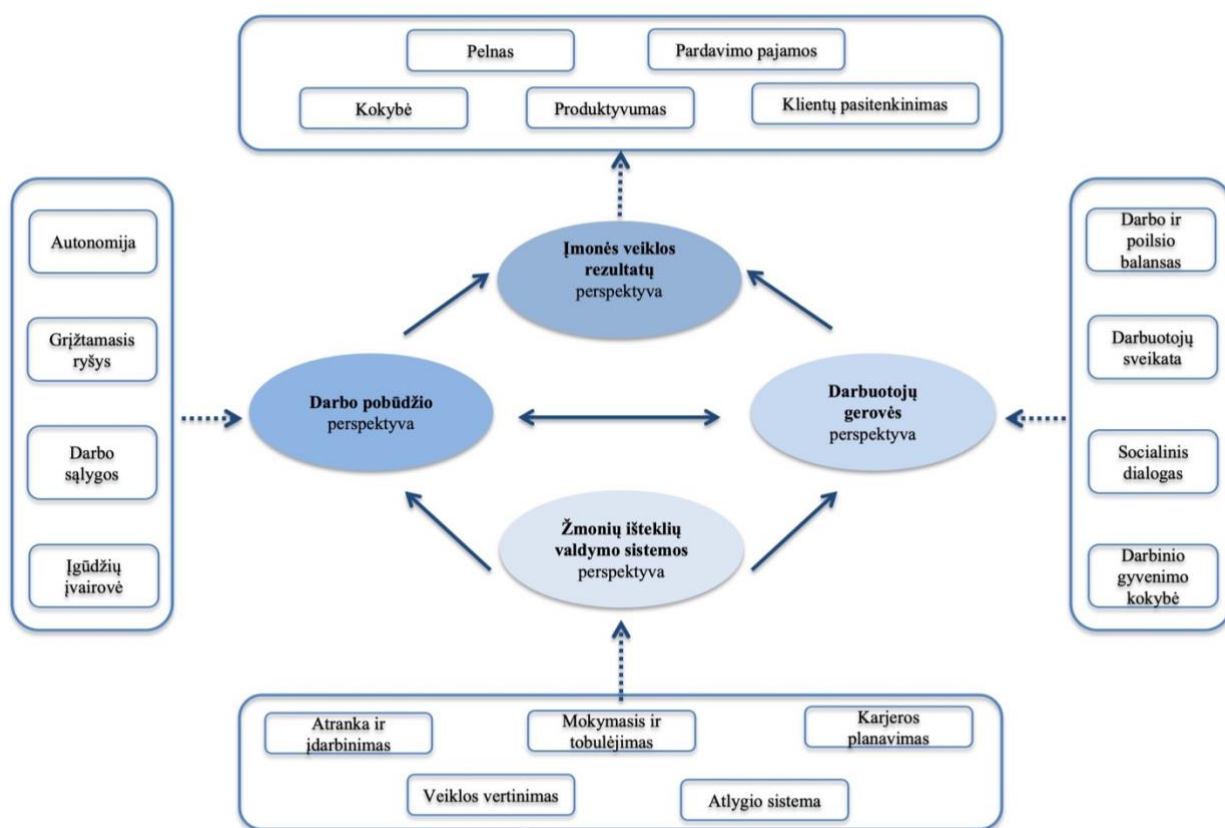 Pelnas
Pardavimo pajamos
Kokybė
Produktyvumas
Klientų pasitenkinimas
Autonomija
Grįžtamasis
ryšys
Darbo
sąlygos
Įgūdžių
įvairovė
Įmonės veiklos
rezultatų
perspektyva
Darbo pobūdžio
perspektyva
Darbuotojų
gerovės
perspektyva
Žmonių išteklių
valdymo sistemos
perspektyva
Darbo ir
poilsio
balansas
Darbuotojų
sveikata
Socialinis
dialogas
Darbinio
gyvenimo
kokybė
Atranka ir
įdarbinimas
Mokymasis ir
tobulėjimas
Karjeros
planavimas
Veiklos vertinimas
Atlygio sistema